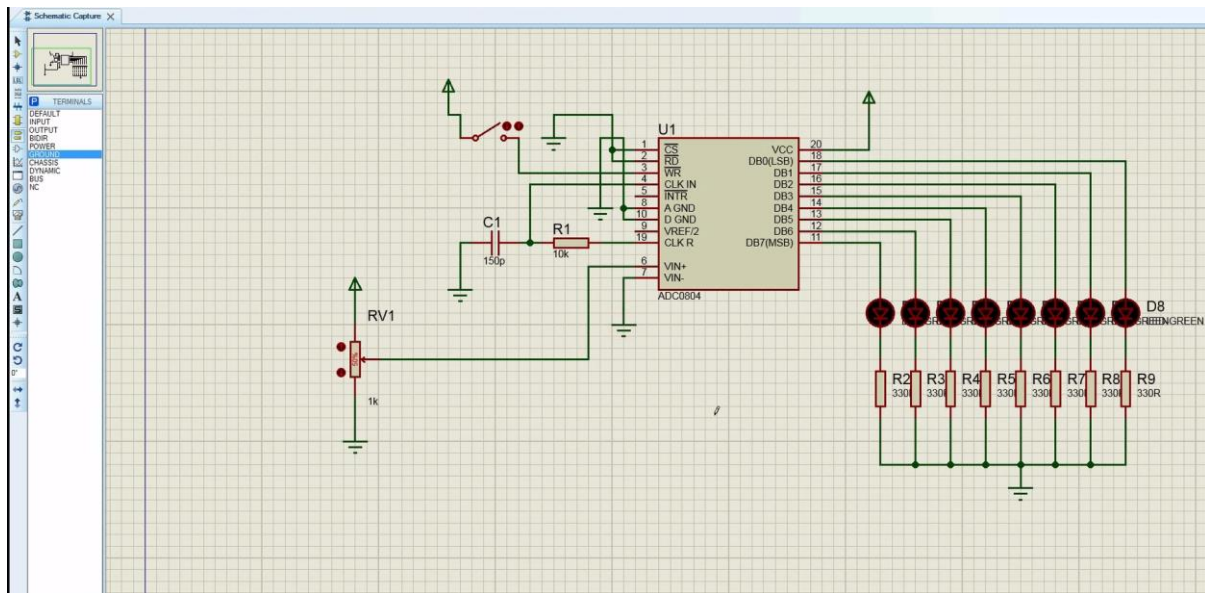 Schematic Capture
P TERMINALS
DEFAULT
INPUT
OUTPUT
BIDIR
POWER
GROUND
CHASSIS
DYNAMIC
BUS
NC
LBL
A
0°
U1
1 CS
2 RD
3 WR
4 CLK IN
5 INTR
8 A GND
10 D GND
9 VREF/2
19 CLK R
6 VIN+
7 VIN-
VCC 20
DB0(LSB) 18
DB1 17
DB2 16
DB3 15
DB4 14
DB5 13
DB6 12
DB7(MSB) 11
ADC0804
C1
150p
R1
10k
RV1
50%
1k
D8
R2 R3 R4 R5 R6 R7 R8 R9
330R